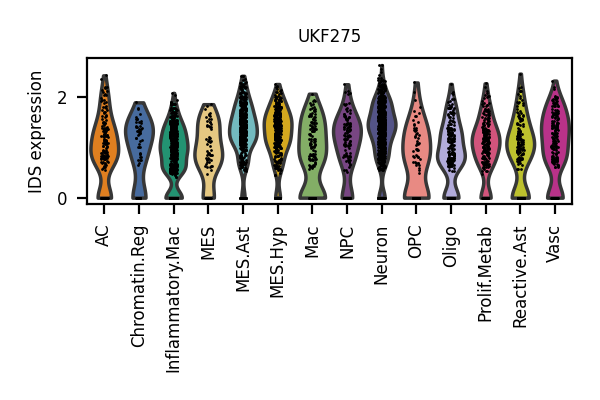 UKF275
IDS expression
2
0
AC
Chromatin.Reg
Inflammatory.Mac
MES
MES.Ast
MES.Hyp
Mac
NPC
Neuron
OPC
Oligo
Prolif.Metab
Reactive.Ast
Vasc